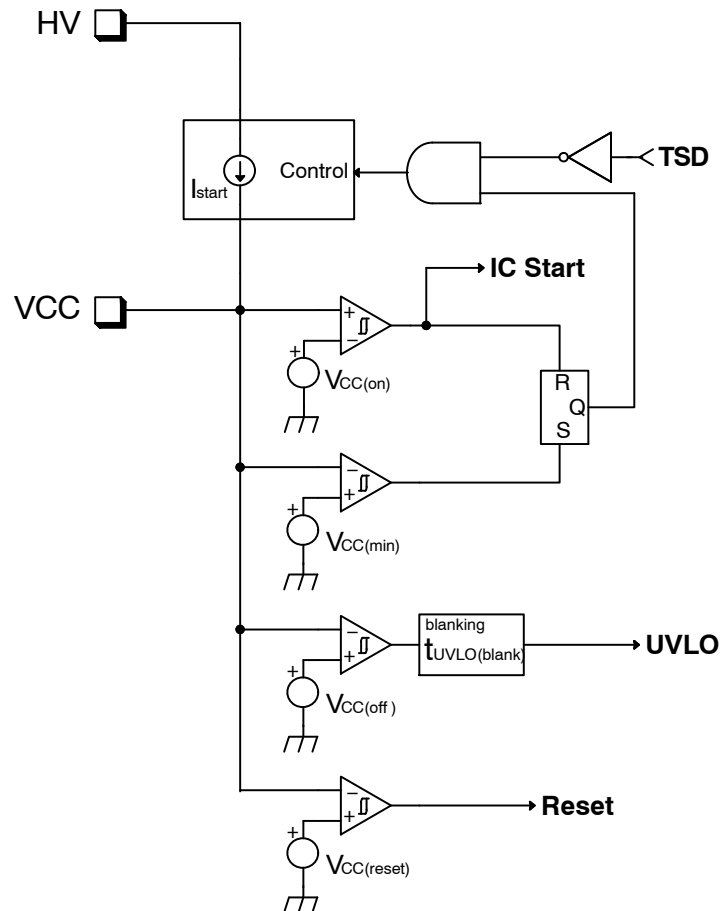 HV
Istart
Control
TSD
IC Start
VCC
+
−
+
VCC(on)
R
Q
S
−
+
+
VCC(min)
−
+
+
VCC(off )
blanking
tUVLO(blank)
UVLO
−
+
+
VCC(reset)
Reset